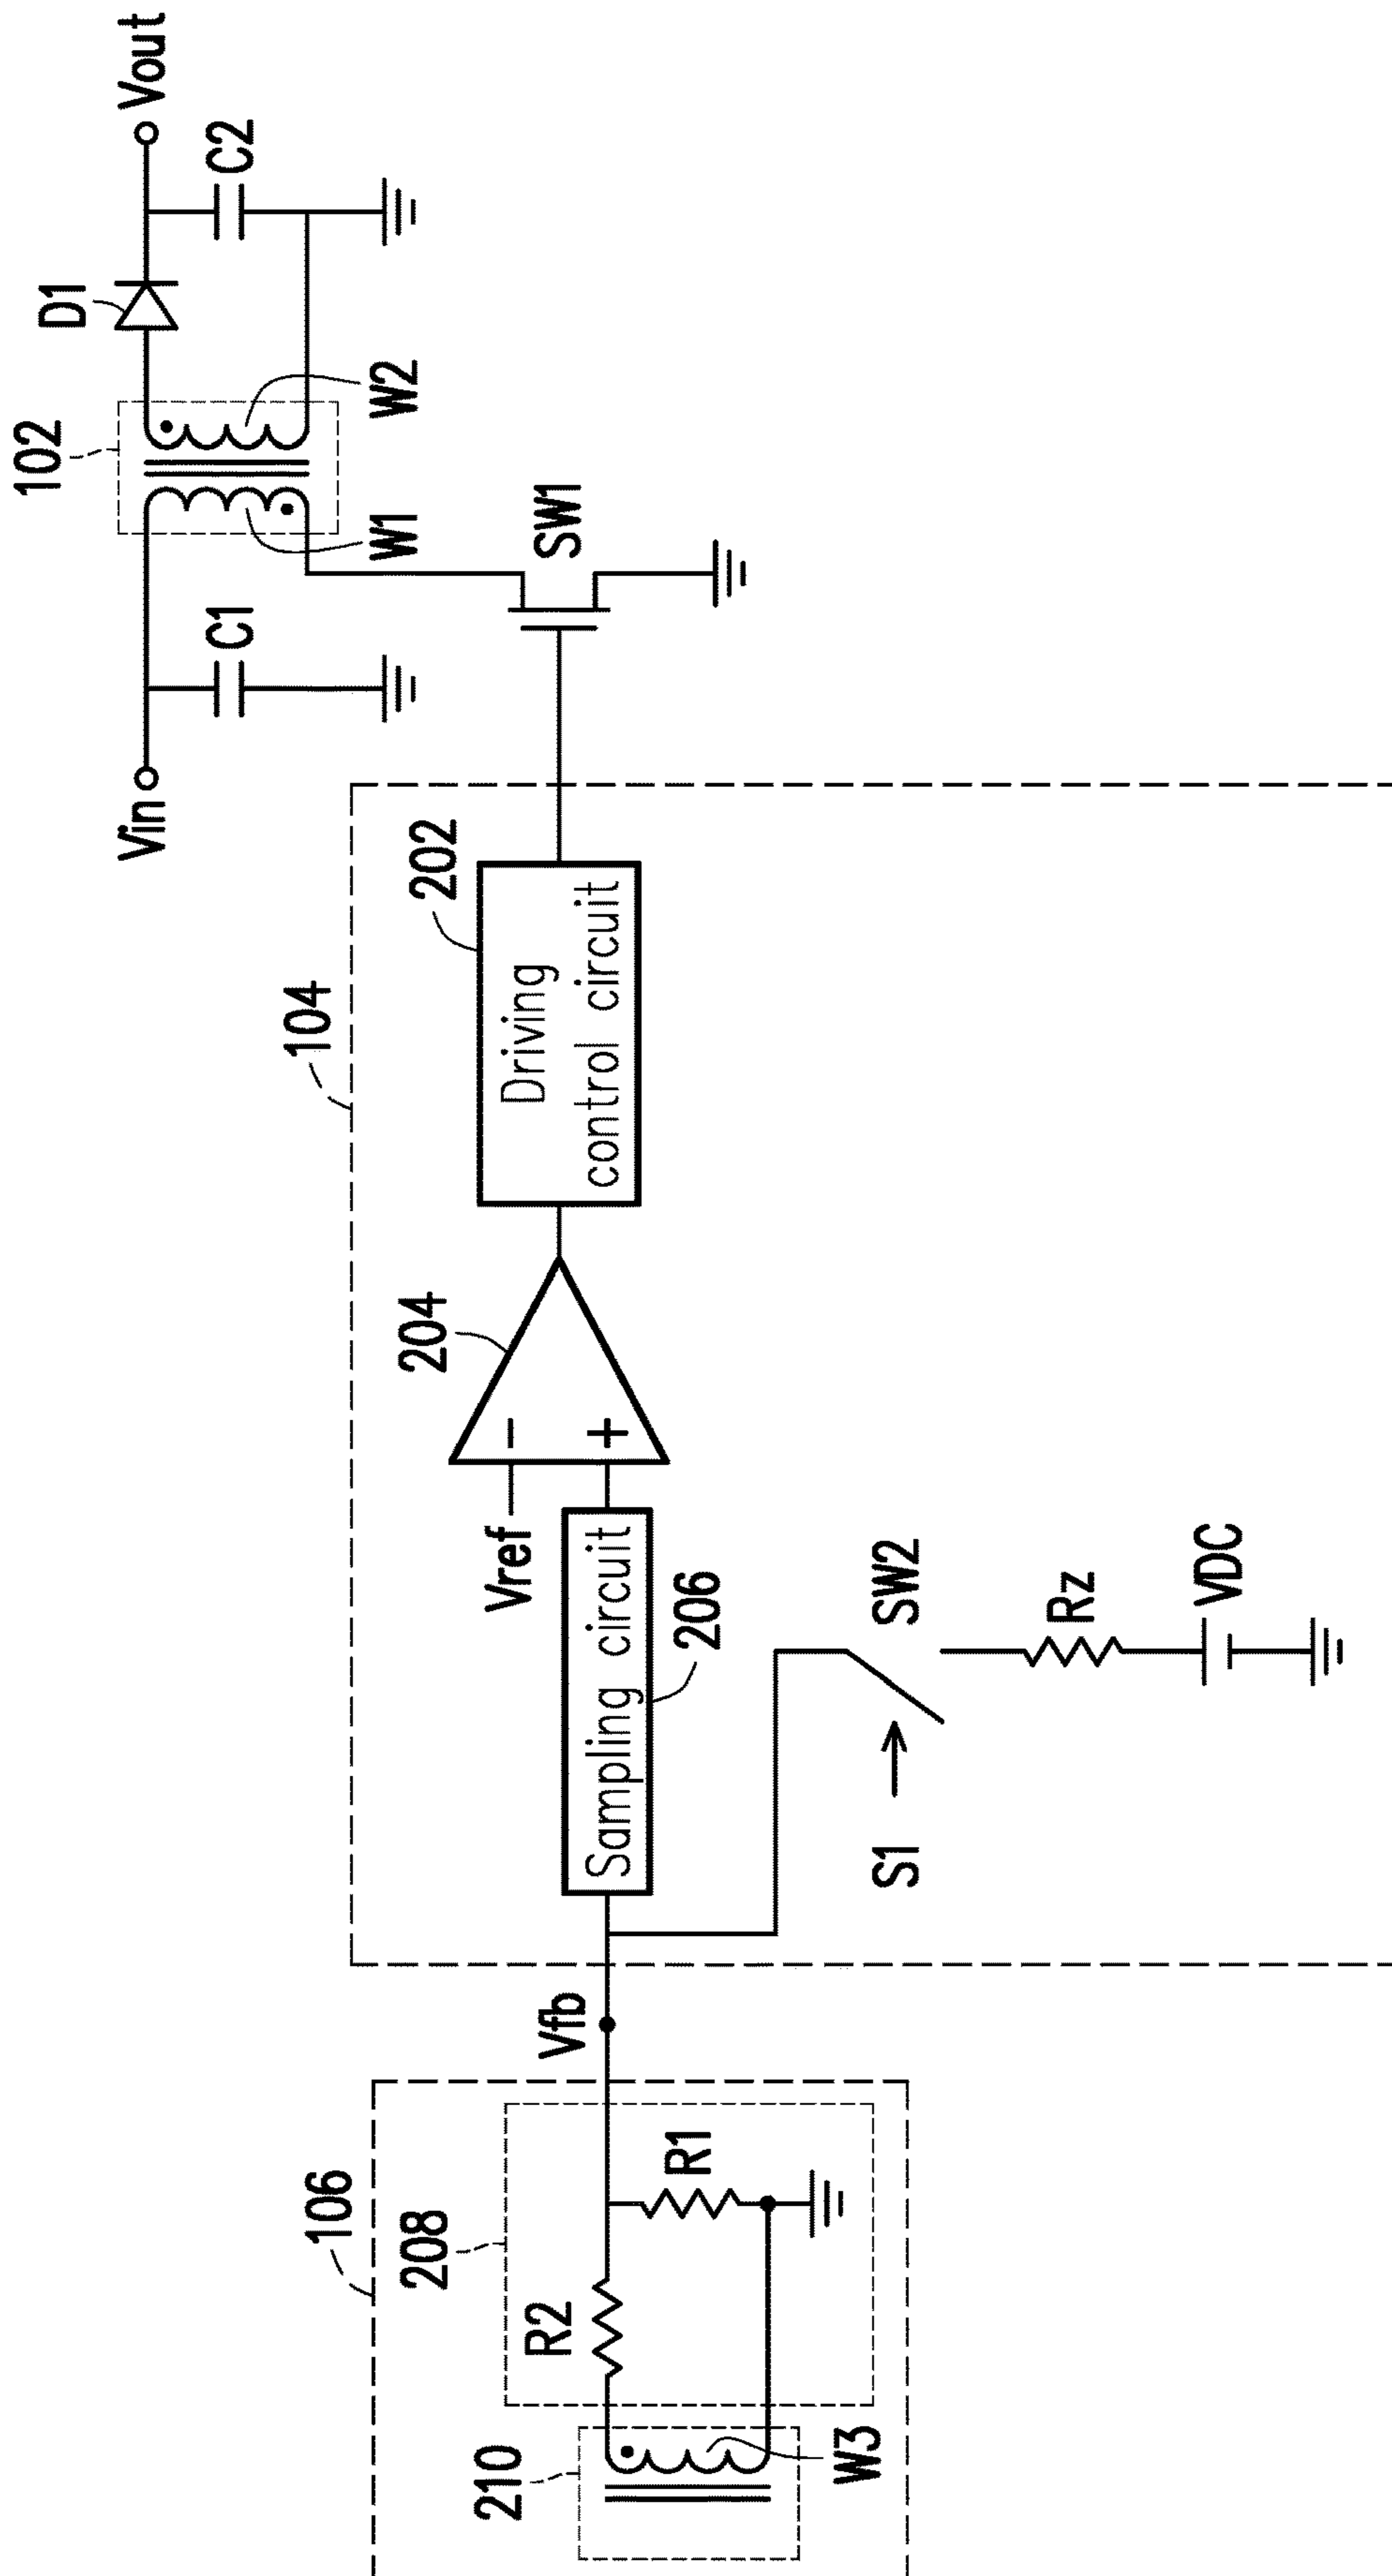 102
D1
Vout
C2
W2
W1
Vin
C1
SW1
104
202
Driving
control circuit
204
Vref
−
+
Sampling circuit
206
SW2
S1
Rz
VDC
Vfb
106
208
R2
R1
210
W3